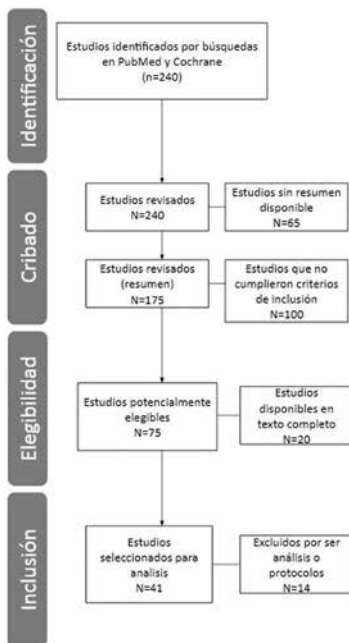 Identificación
Estudios identificados por búsquedas
en PubMed y Cochrane
(n=240)
Cribado
Estudios revisados
N=240
Estudios sin resumen
disponible
N=65
Estudios revisados
(resumen)
N=175
Estudios que no
cumplieron criterios
de inclusión
N=100
Elegibilidad
Estudios potencialmente
elegibles
N=75
Estudios
disponibles en
texto completo
N=20
Inclusión
Estudios
seleccionados para
analisis
N=41
Excluidos por ser
análisis o
protocolos
N=14